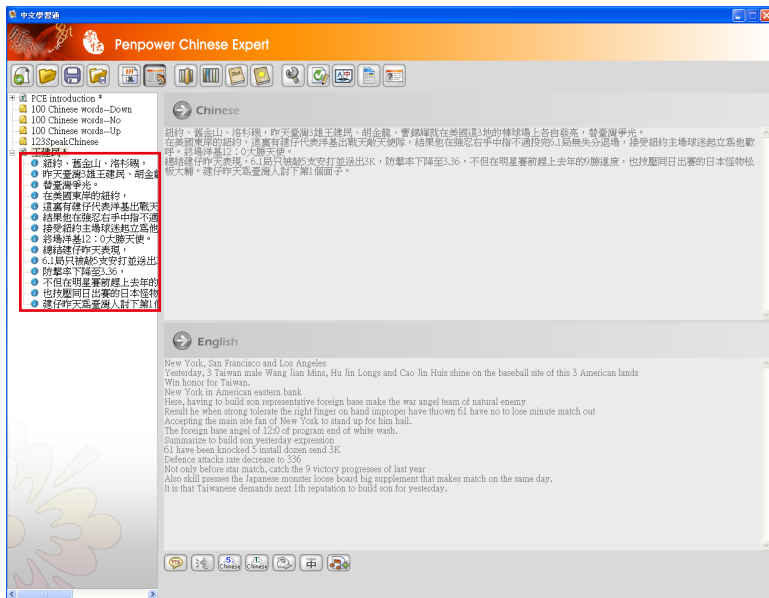 中文學習通
Penpower Chinese Expert
PCE introduction *
100 Chinese words--Down
100 Chinese words--No
100 Chinese words--Up
123SpeakChinese
王建民 *
紐約、舊金山、洛杉磯，
昨天臺灣3雄王建民、胡金
替臺灣爭光。
在美國東岸的紐約，
這裏有建仔代表洋基出戰天
結果他在強忍右手中指不適
接受紐約主場球迷起立為他
終場洋基12：0大勝天使。
總結建仔昨天表現，
6.1局只被敲5支安打並送出
防擊率下降至3.36，
不但在明星賽前趕上去年的
也技壓同日出賽的日本怪物
建仔昨天為臺灣人討下第1個
Chinese
紐約、舊金山、洛杉磯，昨天臺灣3雄王建民、胡金龍、曹錦輝就在美國這3地的棒球場上各自發亮，替臺灣爭光。
在美國東岸的紐約，這裏有建仔代表洋基出戰天敵天使隊，結果他在強忍右手中指不適投完6.1局無失分退場，接受紐約主場球迷起立為他歡
呼。終場洋基12：0大勝天使。
總結建仔昨天表現，6.1局只被敲5支安打並送出3K，防擊率下降至3.36，不但在明星賽前趕上去年的9勝進度，也技壓同日出賽的日本怪物松
板大輔。建仔昨天為臺灣人討下第1個面子。
English
New York, San Francisco and Los Angeles
Yesterday, 3 Taiwan male Wang Jian Mins, Hu Jin Longs and Cao Jin Huis shine on the baseball site of this 3 American lands
Win honor for Taiwan.
New York in American eastern bank
Here, having to build son representative foreign base make the war angel team of natural enemy
Result he when strong tolerate the right finger on hand improper have thrown 61 have no to lose minute match out
Accepting the main site fan of New York to stand up for him hail.
The foreign base angel of 12:0 of program end of white wash.
Summarize to build son yesterday expression
61 have been knocked 5 install dozen send 3K
Defence attacks rate decrease to 336
Not only before star match, catch the 9 victory progresses of last year
Also skill presses the Japanese monster loose board big supplement that makes match on the same day.
It is that Taiwanese demands next 1th reputation to build son for yesterday.
TTS
S. Chinese
T. Chinese